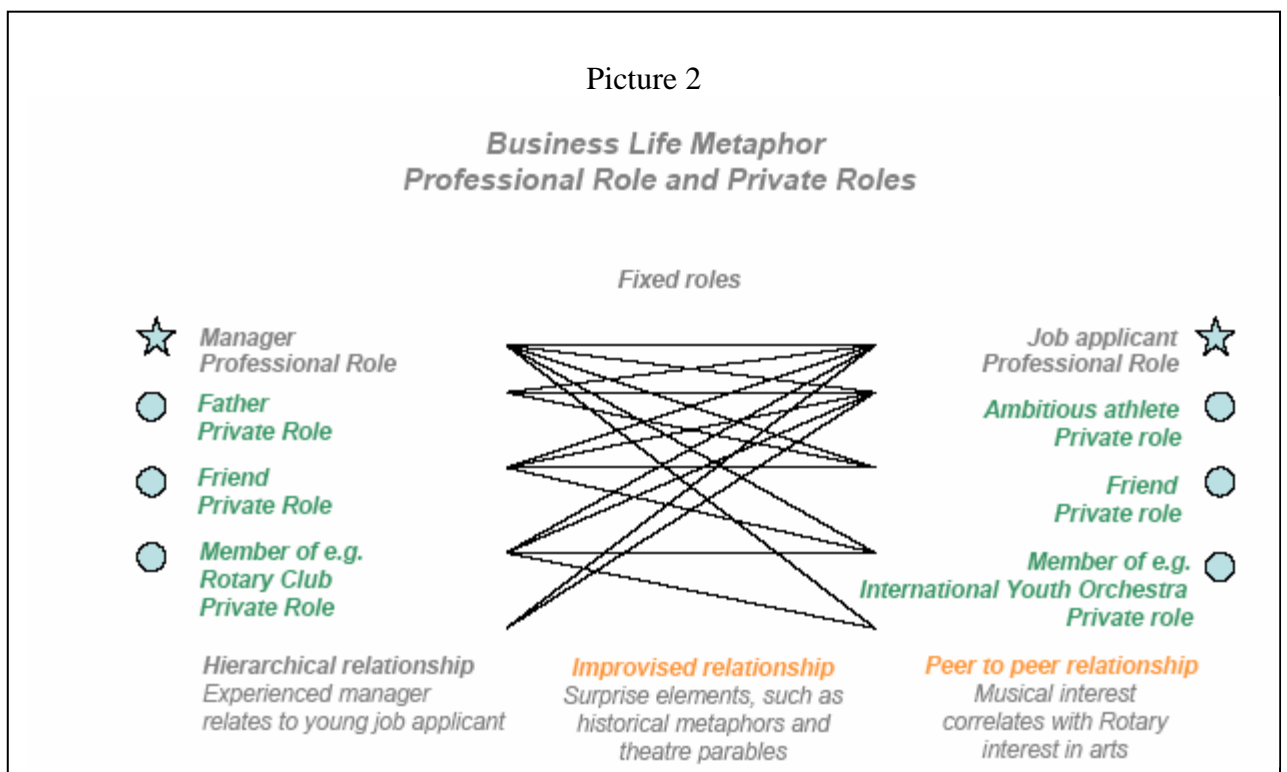 Picture 2
Business Life Metaphor
Professional Role and Private Roles
Fixed roles
Manager
Professional Role
Father
Private Role
Friend
Private Role
Member of e.g.
Rotary Club
Private Role
Job applicant
Professional Role
Ambitious athlete
Private role
Friend
Private role
Member of e.g.
International Youth Orchestra
Private role
Hierarchical relationship
Experienced manager
relates to young job applicant
Improvised relationship
Surprise elements, such as
historical metaphors and
theatre parables
Peer to peer relationship
Musical interest
correlates with Rotary
interest in arts